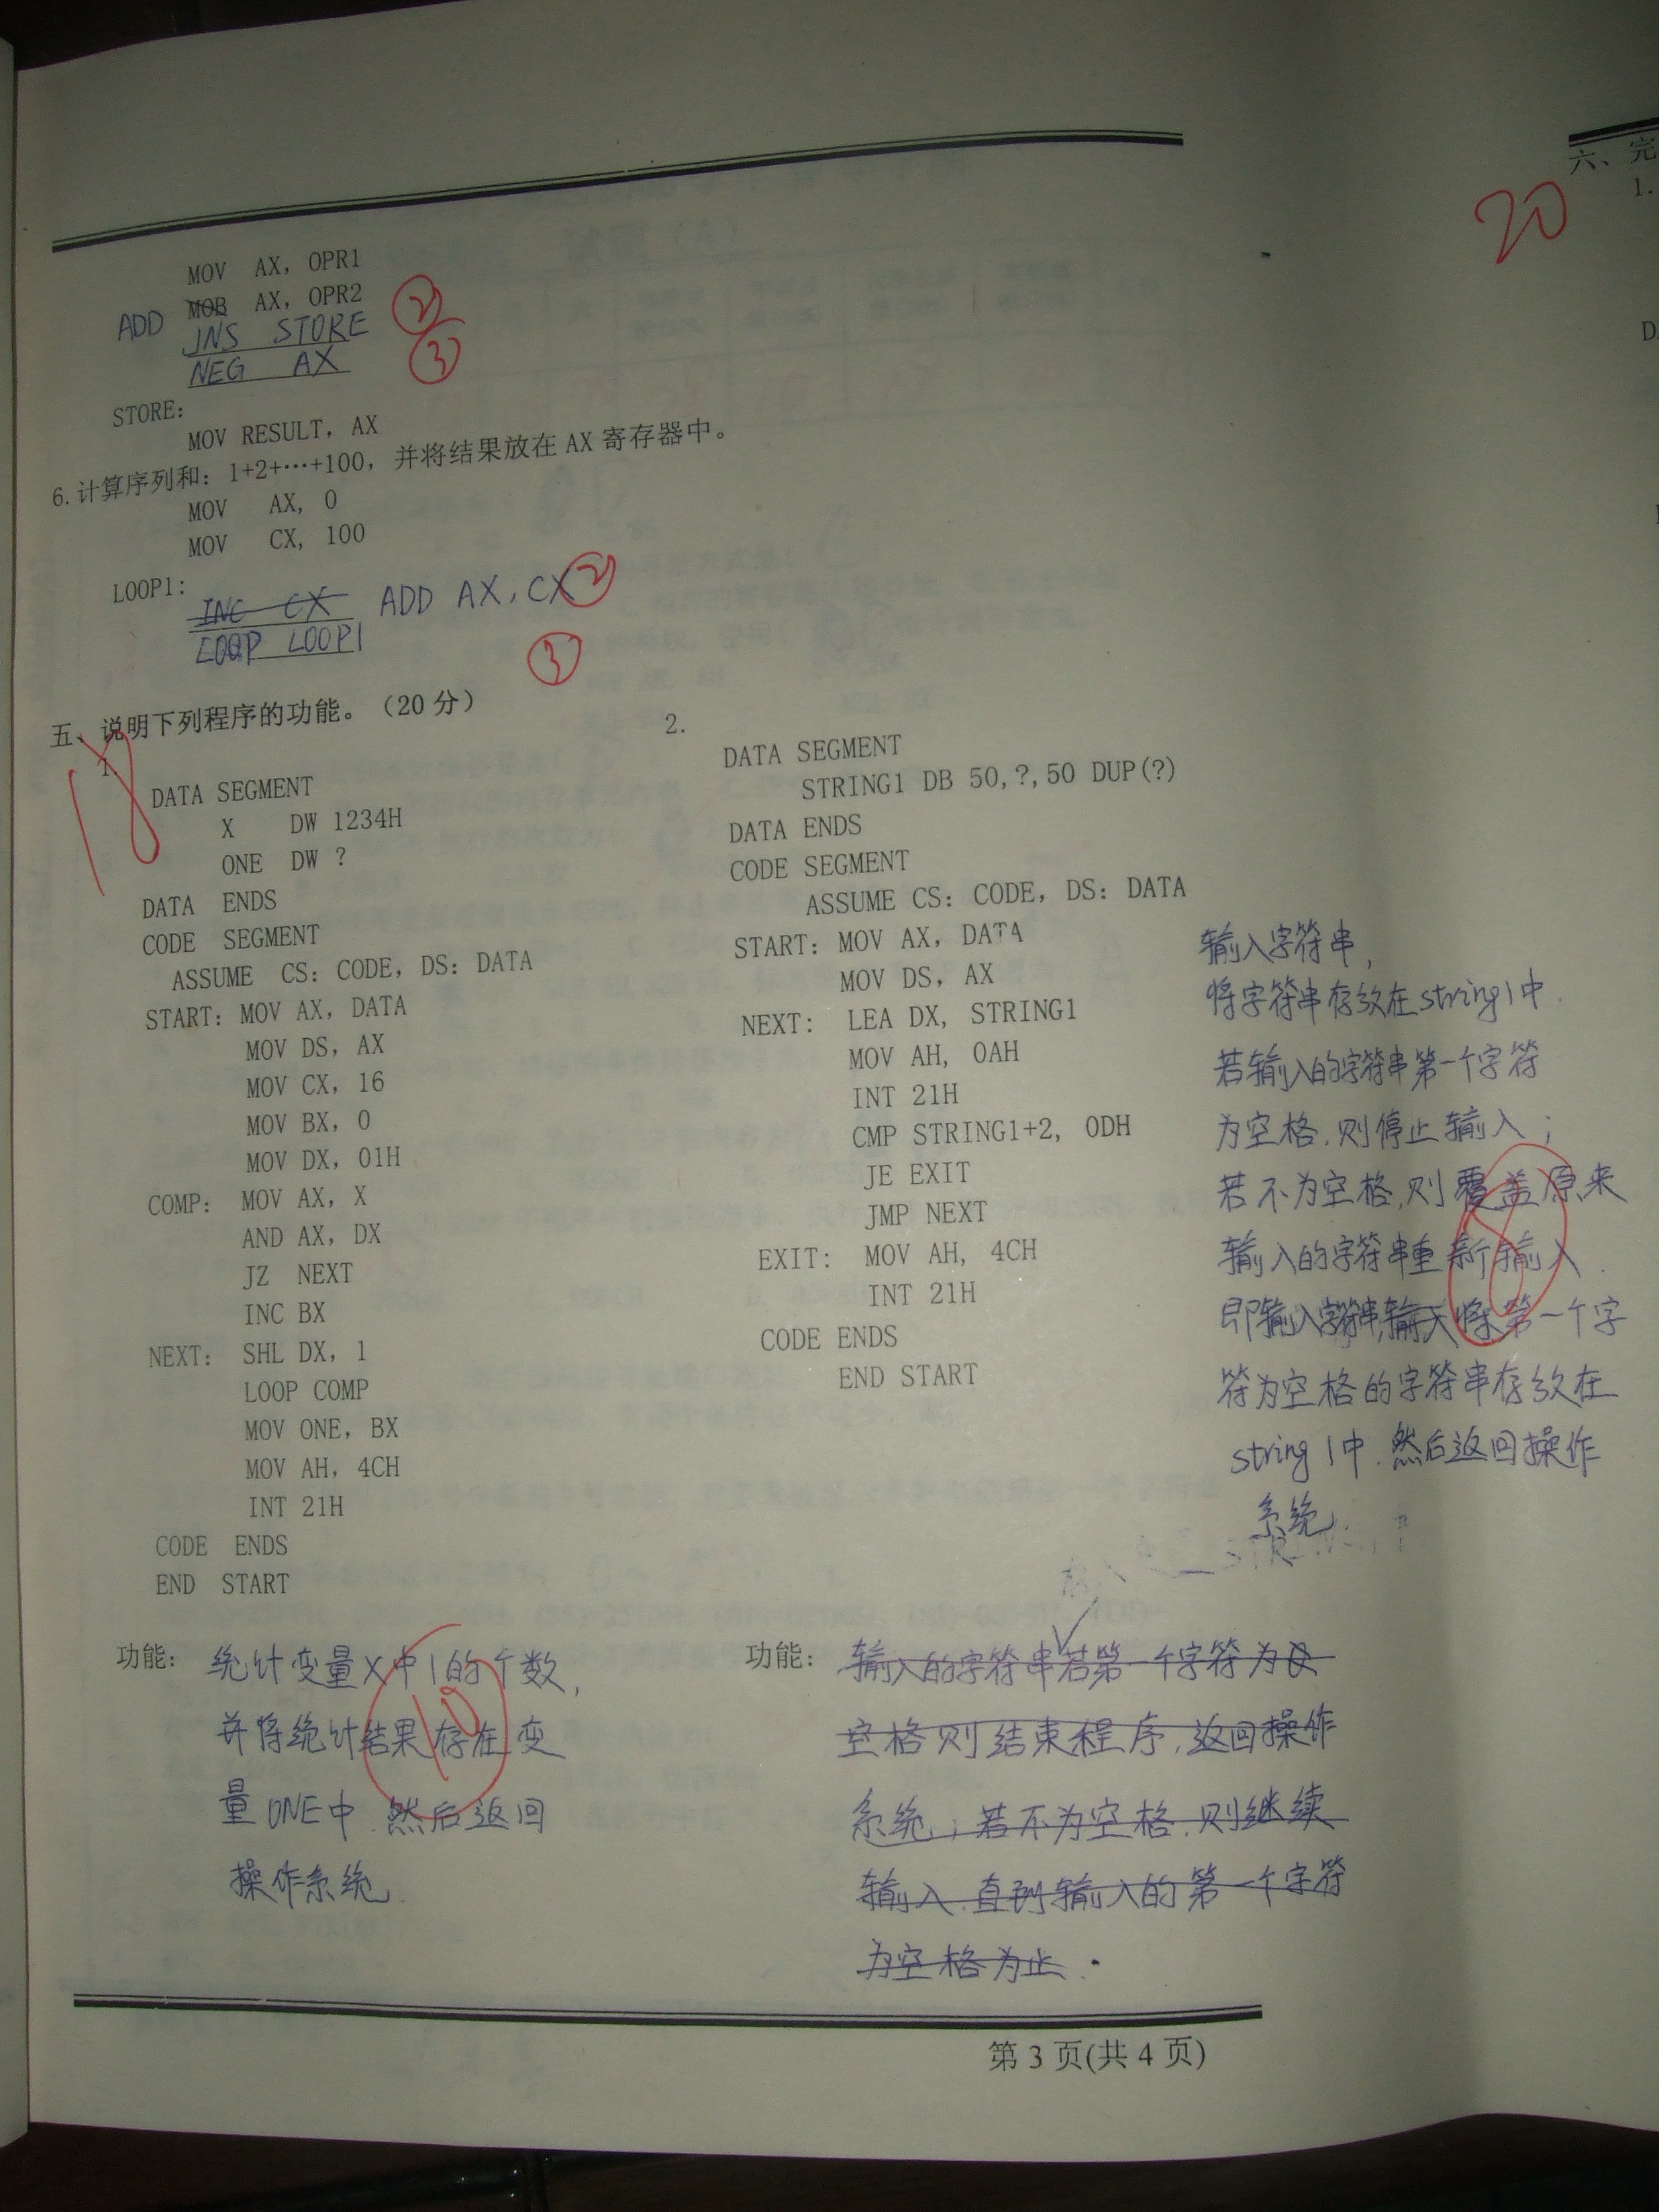 MOV AX, OPR1
ADD MOB AX, OPR2 ②
JNS STORE
NEG AX ③
STORE:
MOV RESULT, AX
6.计算序列和：1+2+…+100，并将结果放在 AX 寄存器中。
MOV AX, 0
MOV CX, 100
LOOP1:
INC CX ADD AX, CX ②
LOOP LOOP1 ③
五、说明下列程序的功能。（20 分）
18
1.
DATA SEGMENT
X DW 1234H
ONE DW ?
DATA ENDS
CODE SEGMENT
ASSUME CS: CODE, DS: DATA
START: MOV AX, DATA
MOV DS, AX
MOV CX, 16
MOV BX, 0
MOV DX, 01H
COMP: MOV AX, X
AND AX, DX
JZ NEXT
INC BX
NEXT: SHL DX, 1
LOOP COMP
MOV ONE, BX
MOV AH, 4CH
INT 21H
CODE ENDS
END START
功能：统计变量X中1的个数,
并将统计结果存在变
量ONE中.然后返回
操作系统.
10
2.
DATA SEGMENT
STRING1 DB 50,?,50 DUP(?)
DATA ENDS
CODE SEGMENT
ASSUME CS: CODE, DS: DATA
START: MOV AX, DATA
MOV DS, AX
NEXT: LEA DX, STRING1
MOV AH, 0AH
INT 21H
CMP STRING1+2, 0DH
JE EXIT
JMP NEXT
EXIT: MOV AH, 4CH
INT 21H
CODE ENDS
END START
输入字符串,
将字符串存放在string1中.
若输入的字符串第一个字符
为空格,则停止输入;
若不为空格,则覆盖原来
输入的字符串重新输入.
即输入字符串,输入将第一个字
符为空格的字符串存放在
string1中.然后返回操作
系统.
8
功能：输入的字符串若第一个字符为
空格则结束程序,返回操作
系统;若不为空格,则继续
输入.直到输入的第一个字符
为空格为止.
第 3 页(共 4 页)
20
六、完
1.
D